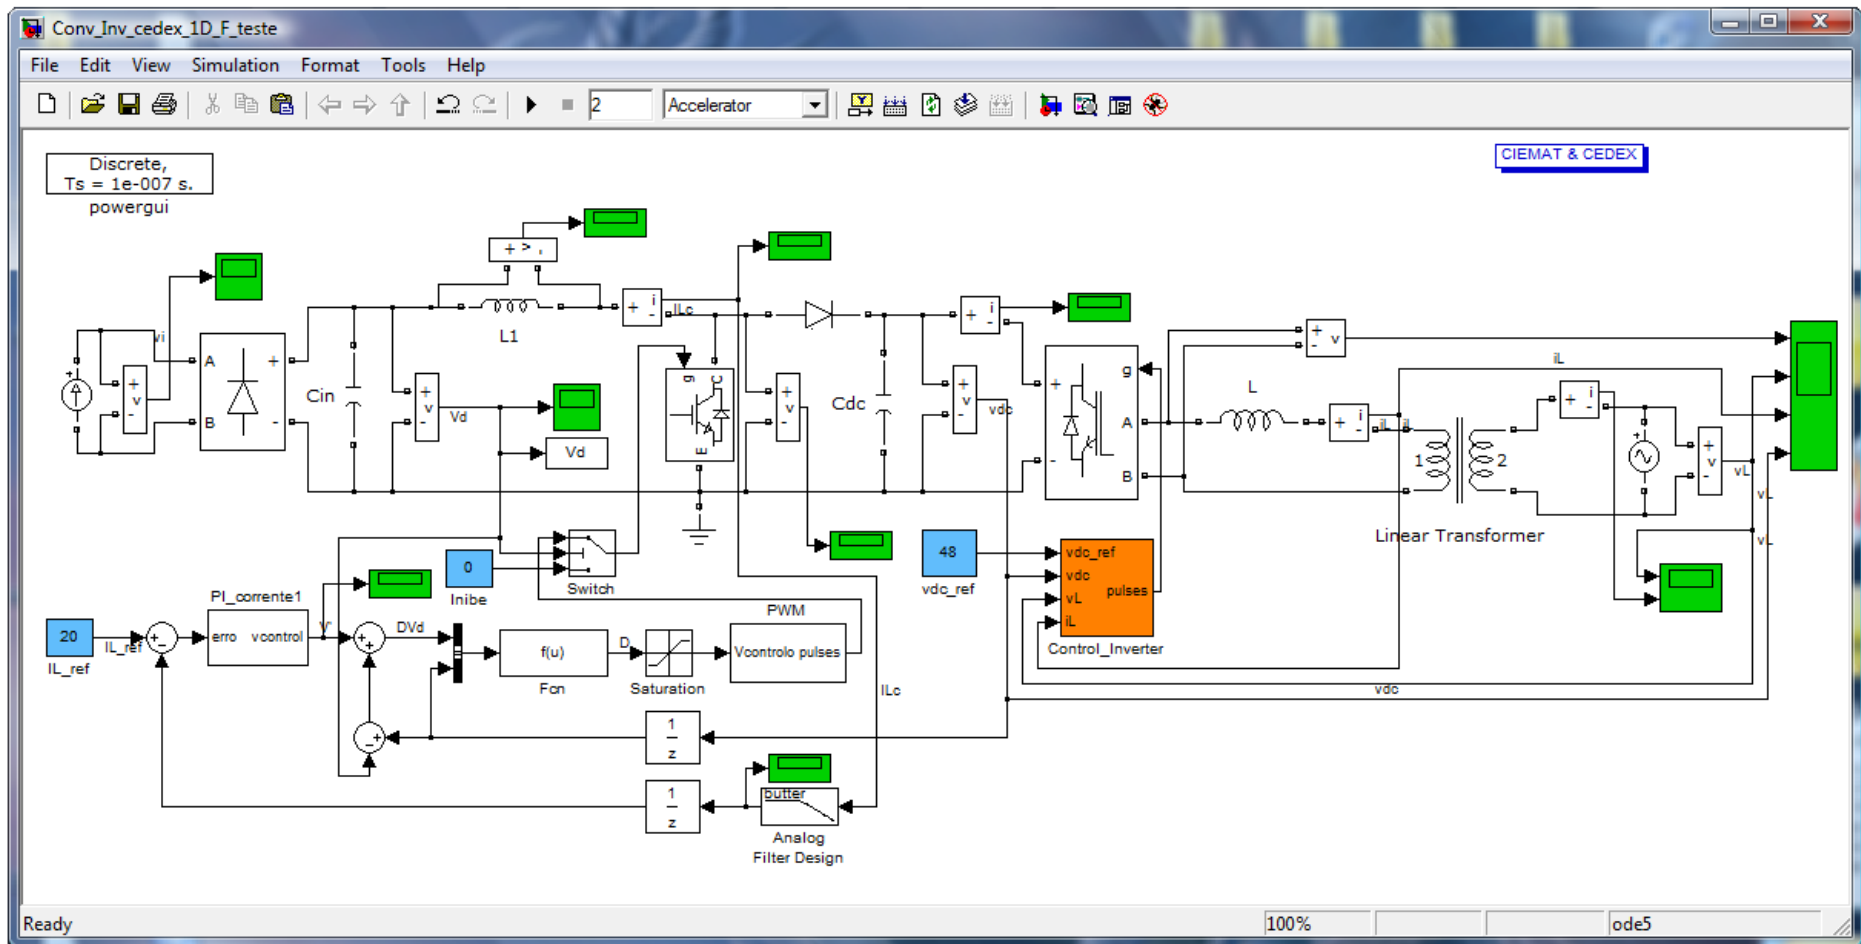 Conv_Inv_cedex_1D_F_teste
File Edit View Simulation Format Tools Help
2 Accelerator
Discrete,
Ts = 1e-007 s.
powergui
CIEMAT & CEDEX
vi
A
B
+
-
Cin
L1
+
v
-
Vd
Vd
i
ILc
g
C
E
Cdc
vdc
g
A
B
L
iL
iL
iL
1
2
Linear Transformer
vL
vL
vL
0
Inibe
Switch
48
vdc_ref
vdc_ref
vdc
vL
iL
pulses
Control_Inverter
vdc
20
IL_ref
IL_ref
PI_corrente1
erro vcontrol
V'
DVd
f(u)
Fcn
D
Saturation
PWM
Vcontrolo pulses
ILc
1
z
1
z
butter
Analog
Filter Design
Ready 100% ode5